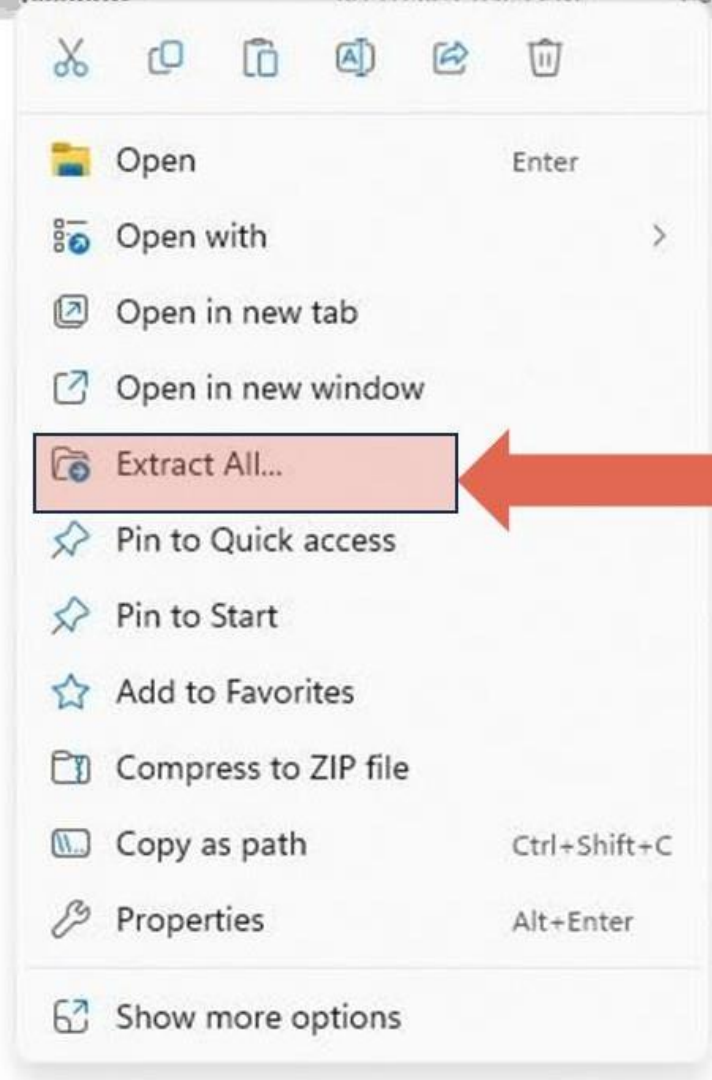 Open Enter
Open with
Open in new tab
Open in new window
Extract All...
Pin to Quick access
Pin to Start
Add to Favorites
Compress to ZIP file
Copy as path Ctrl+Shift+C
Properties Alt+Enter
Show more options